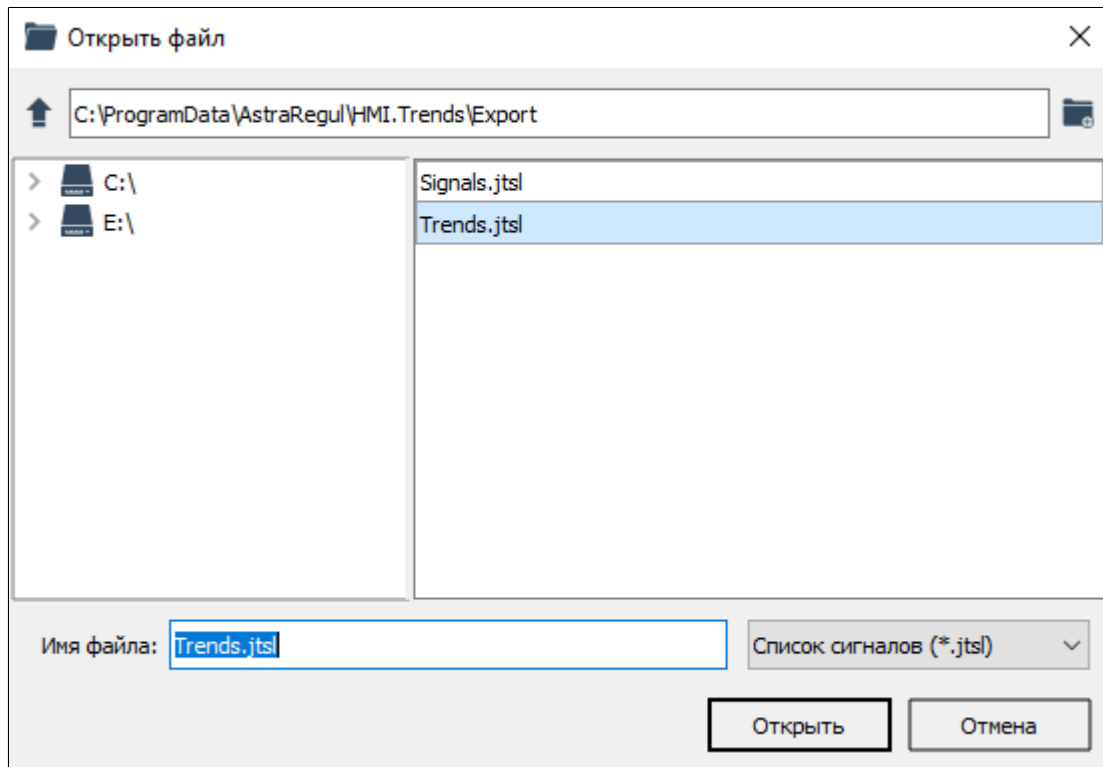 Открыть файл
C:\ProgramData\AstraRegul\HMI.Trends\Export
C:\
E:\
Signals.jtsl
Trends.jtsl
Имя файла: Trends.jtsl Список сигналов (*.jtsl)
Открыть Отмена